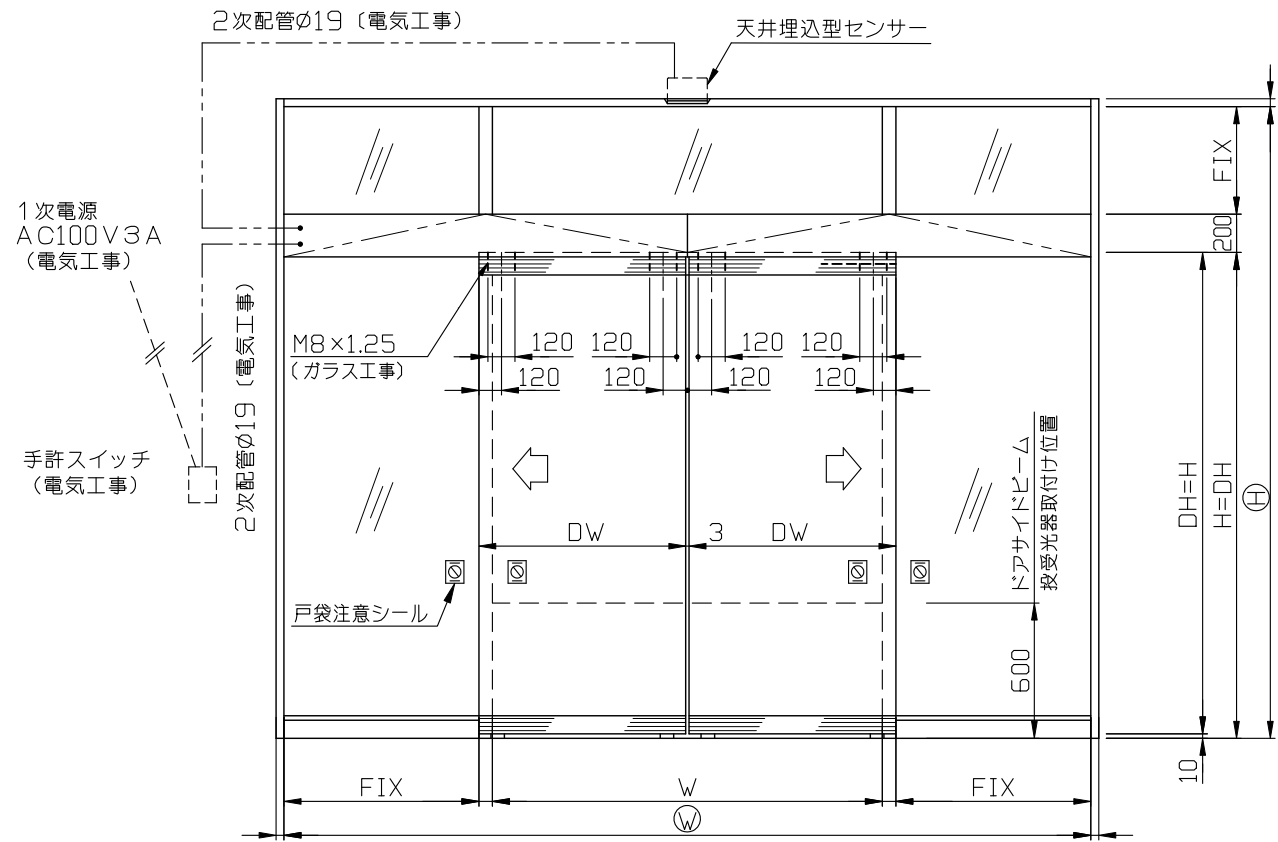 2次配管Ø19(電気工事)
天井埋込型センサー
FIX
1次電源
AC100V3A
(電気工事)
200
2次配管Ø19(電気工事)
M8×1.25
(ガラス工事)
120
120
120
120
120
120
120
120
手許スイッチ
(電気工事)
ドアサイドビーム
投受光器取付け位置
DH=H
H=DH
H
DW
3
DW
戸袋注意シール
600
10
FIX
W
FIX
W